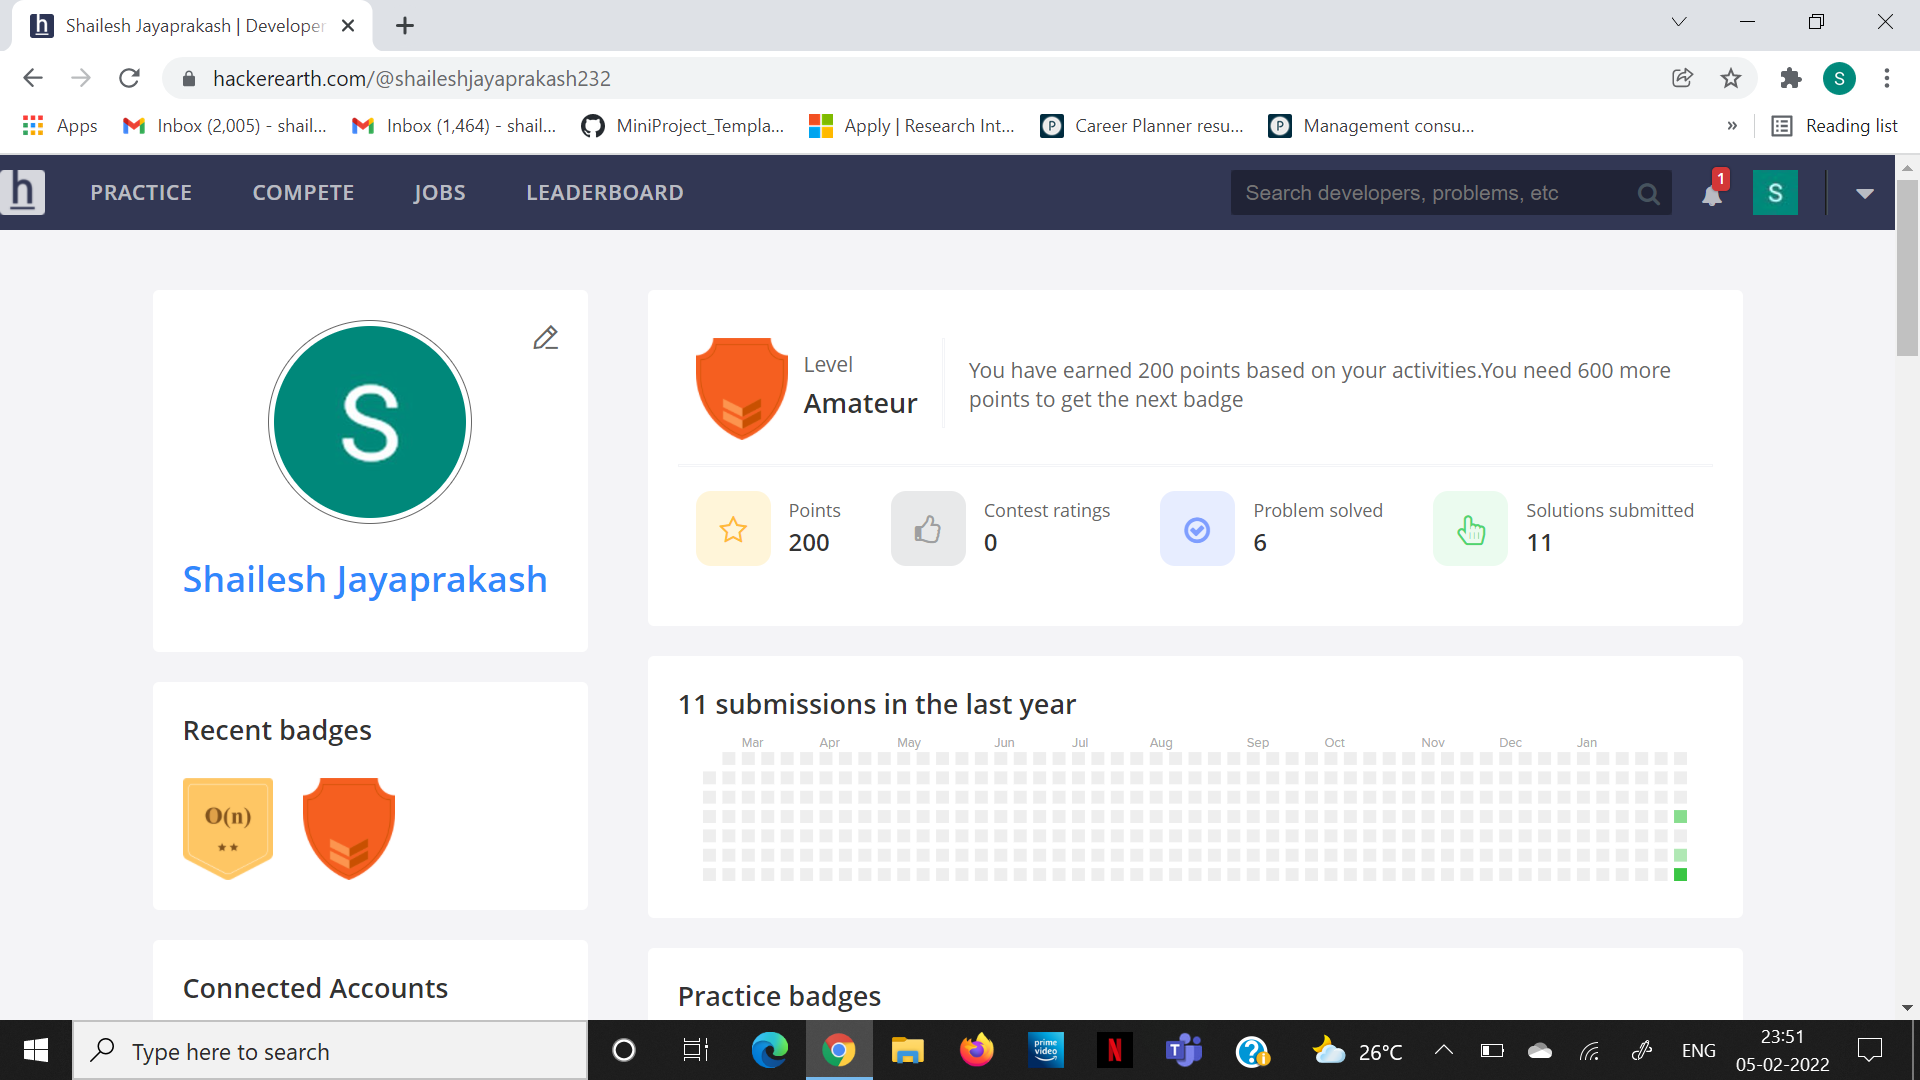 Shailesh Jayaprakash | Developer
hackerearth.com/@shaileshjayaprakash232
S
Apps
Inbox (2,005) - shail...
Inbox (1,464) - shail...
MiniProject_Templa...
Apply | Research Int...
Career Planner resu...
Management consu...
»
Reading list
h
PRACTICE
COMPETE
JOBS
LEADERBOARD
Search developers, problems, etc
1
S
S
Shailesh Jayaprakash
Level
Amateur
You have earned 200 points based on your activities.You need 600 more
points to get the next badge
Points
200
Contest ratings
0
Problem solved
6
Solutions submitted
11
Recent badges
O(n)
11 submissions in the last year
Mar Apr May Jun Jul Aug Sep Oct Nov Dec Jan
Connected Accounts
Practice badges
Type here to search
prime
video
N
T
26°C
ENG
23:51
05-02-2022